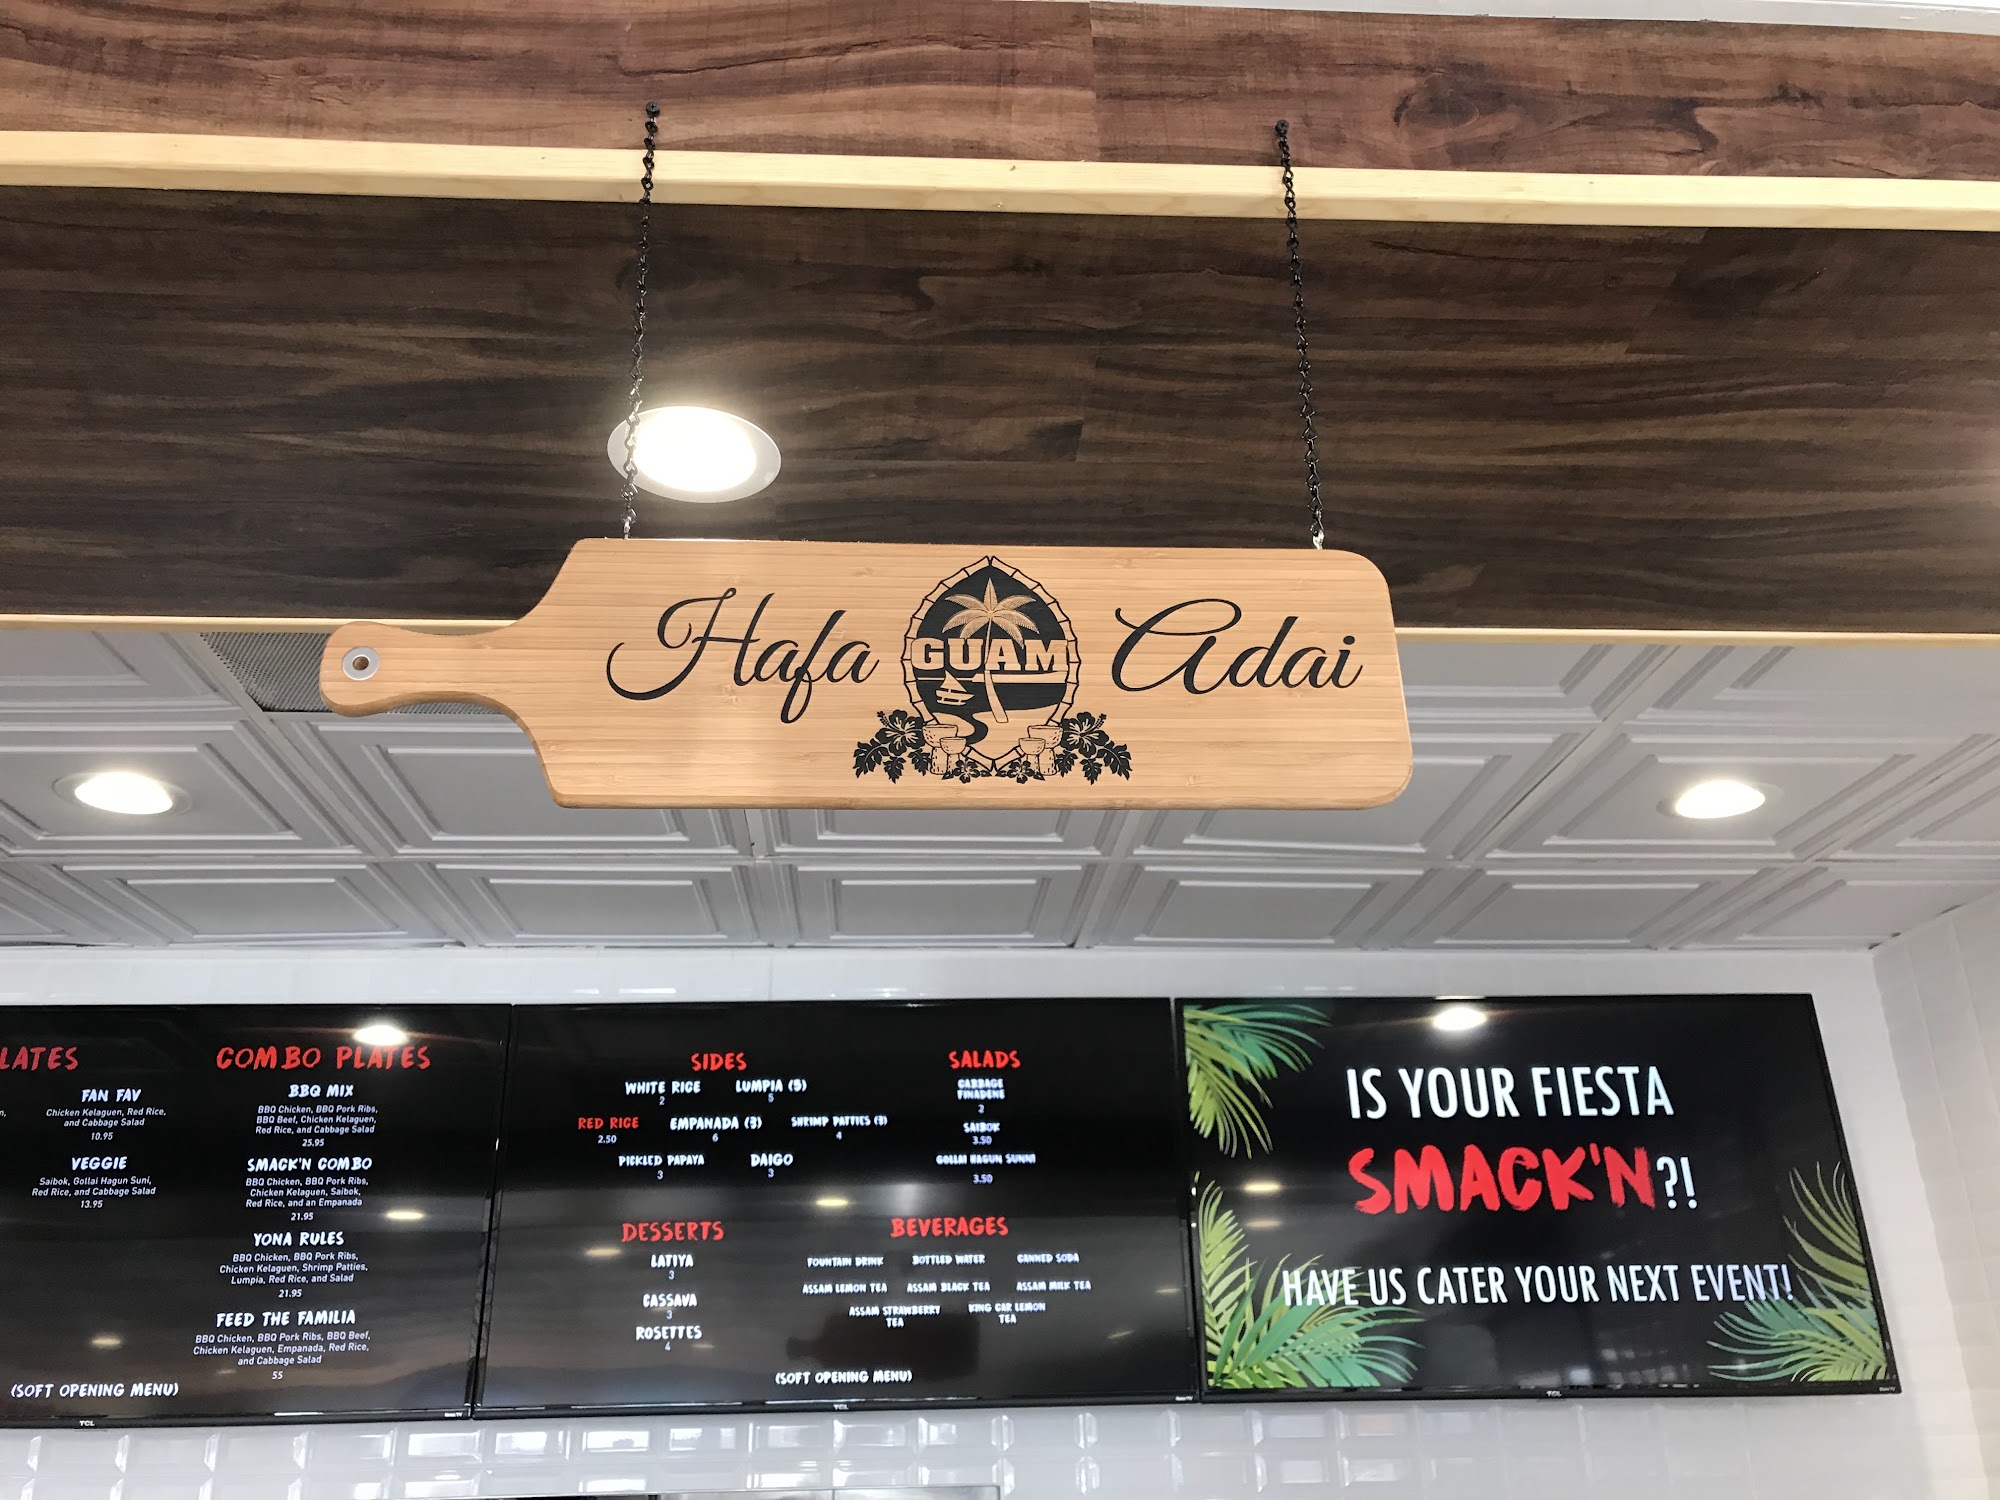 Hafa GUAM Adai
LATES
FAN FAV
Chicken Kelaguen, Red Rice,
and Cabbage Salad
10.95
VEGGIE
Saibok, Gollai Hagun Suni,
Red Rice, and Cabbage Salad
13.95
(SOFT OPENING MENU)
COMBO PLATES
BBQ MIX
BBQ Chicken, BBQ Pork Ribs,
BBQ Beef, Chicken Kelaguen,
Red Rice, and Cabbage Salad
25.95
SMACK'N COMBO
BBQ Chicken, BBQ Pork Ribs,
Chicken Kelaguen, Saibok,
Red Rice, and an Empanada
21.95
YONA RULES
BBQ Chicken, BBQ Pork Ribs,
Chicken Kelaguen, Shrimp Patties,
Lumpia, Red Rice, and Salad
21.95
FEED THE FAMILIA
BBQ Chicken, BBQ Pork Ribs, BBQ Beef,
Chicken Kelaguen, Empanada, Red Rice,
and Cabbage Salad
55
TCL
SIDES
WHITE RICE LUMPIA (5)
2 5
RED RICE EMPANADA (3) SHRIMP PATTIES (3)
2.50 6 4
PICKLED PAPAYA DAIGO
3 3
SALADS
CABBAGE
FINADENE
2
SAIBOK
3.50
GOLLAI HAGUN SUNNI
3.50
DESSERTS
LATIYA
3
CASSAVA
3
ROSETTES
4
BEVERAGES
FOUNTAIN DRINK BOTTLED WATER CANNED SODA
ASSAM LEMON TEA ASSAM BLACK TEA ASSAM MILK TEA
ASSAM STRAWBERRY KING CAR LEMON
TEA TEA
(SOFT OPENING MENU)
TCL
IS YOUR FIESTA
SMACK'N?!
HAVE US CATER YOUR NEXT EVENT!
TCL